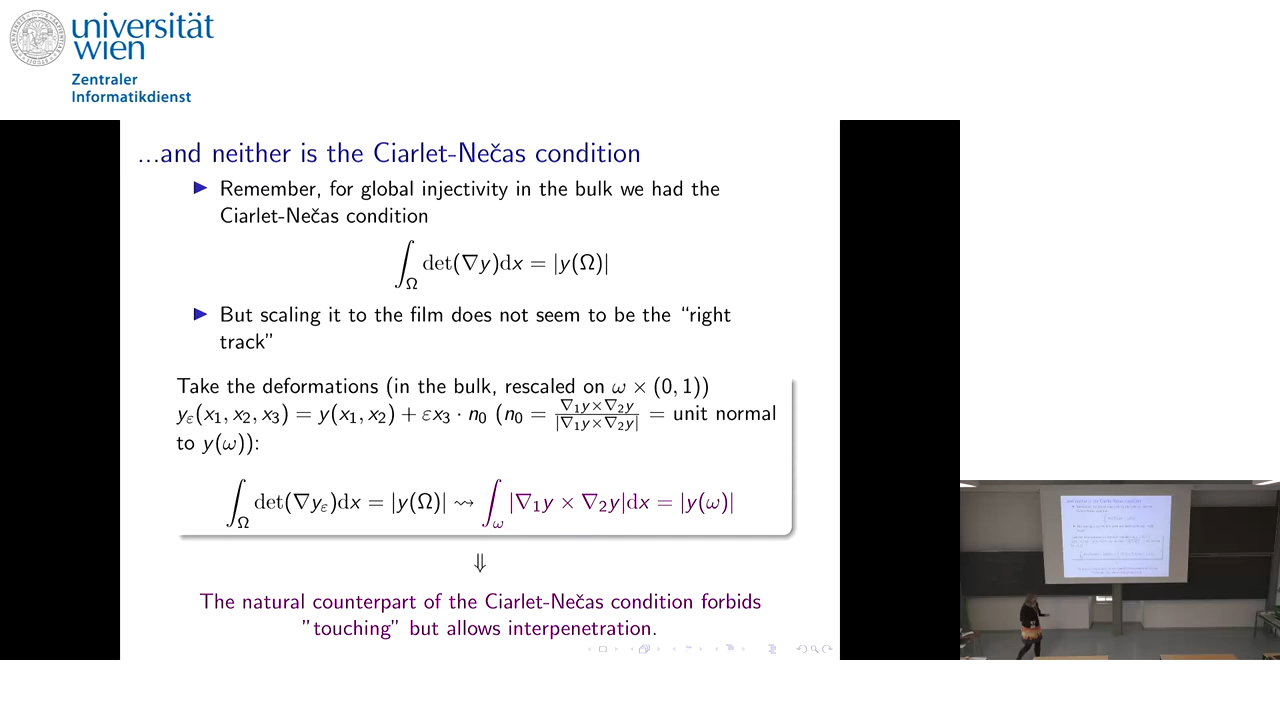 universität
wien
Zentraler
Informatikdienst
...and neither is the Ciarlet-Nečas condition
▶ Remember, for global injectivity in the bulk we had the
Ciarlet-Nečas condition
∫_Ω det(∇y)dx = |y(Ω)|
▶ But scaling it to the film does not seem to be the “right
track”
Take the deformations (in the bulk, rescaled on ω × (0, 1))
y_ε(x₁, x₂, x₃) = y(x₁, x₂) + εx₃ · n₀ (n₀ = ∇₁y×∇₂y / |∇₁y×∇₂y| = unit normal
to y(ω)):
∫_Ω det(∇y_ε)dx = |y(Ω)| ⇝ ∫_ω |∇₁y × ∇₂y|dx = |y(ω)|
⇓
The natural counterpart of the Ciarlet-Nečas condition forbids
”touching” but allows interpenetration.